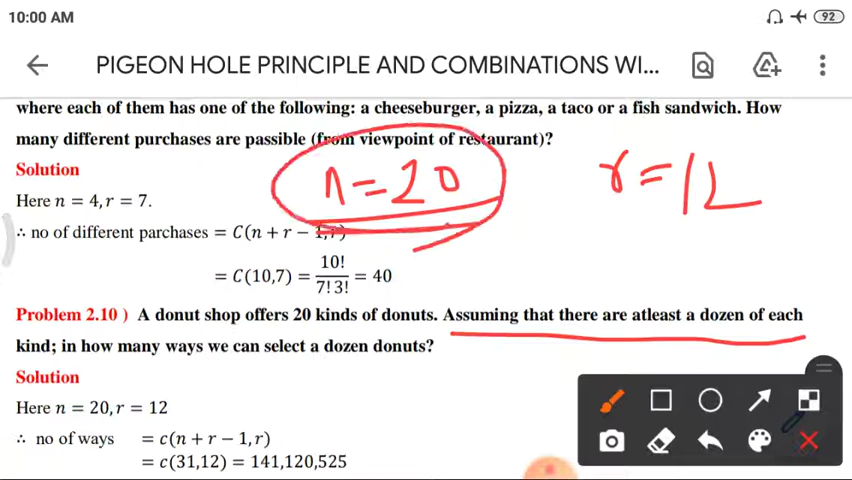 10:00 AM 92
PIGEON HOLE PRINCIPLE AND COMBINATIONS WI...
where each of them has one of the following: a cheeseburger, a pizza, a taco or a fish sandwich. How
many different purchases are passible (from viewpoint of restaurant)?
n=20 r=12
Solution
Here n = 4, r = 7.
∴ no of different parchases = C(n + r − 1, r)
= C(10,7) = 10!/7! 3! = 40
Problem 2.10 ) A donut shop offers 20 kinds of donuts. Assuming that there are atleast a dozen of each
kind; in how many ways we can select a dozen donuts?
Solution
Here n = 20, r = 12
∴ no of ways = c(n + r − 1, r)
= c(31,12) = 141,120,525